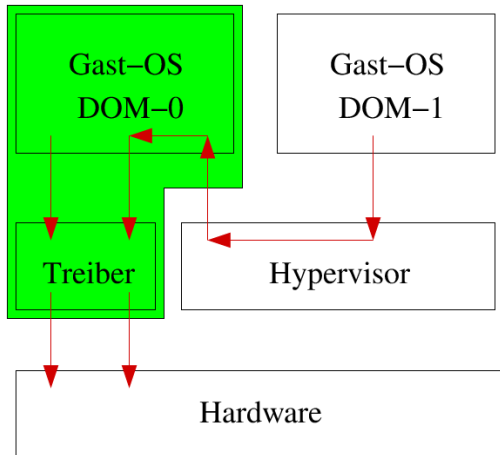 Gast−OS
DOM−0
Gast−OS
DOM−1
Treiber
Hypervisor
Hardware